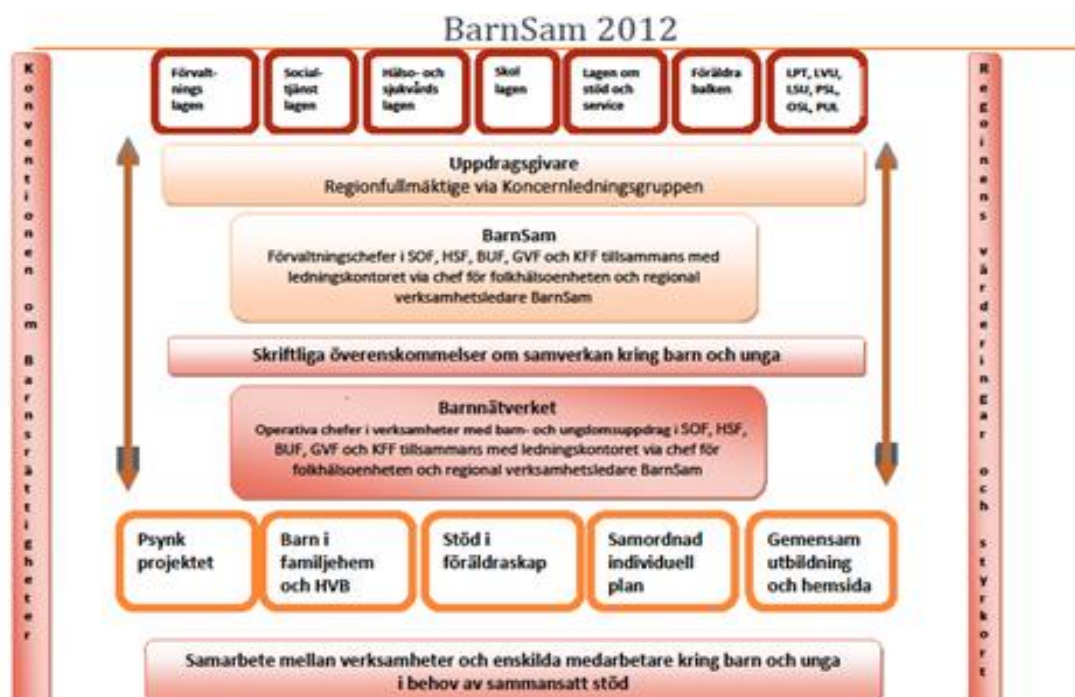 BarnSam 2012
Konventionen om Barnsrättigheter
Förvalt-
nings
lagen
Social-
tjänst
lagen
Hälso- och
sjukvårds
lagen
Skol
lagen
Lagen om
stöd och
service
Föräldra
balken
LPT, LVU,
LSU, PSL,
OSL, PUL
Uppdragsgivare
Regionfullmäktige via Koncernledningsgruppen
BarnSam
Förvaltningschefer i SOF, HSF, BUF, GVF och KFF tillsammans med
ledningskontoret via chef för folkhälsoenheten och regional
verksamhetsledare BarnSam
Skriftliga överenskommelser om samverkan kring barn och unga
Barnnätverket
Operativa chefer i verksamheter med barn- och ungdomsuppdrag i SOF, HSF,
BUF, GVF och KFF tillsammans med ledningskontoret via chef för
folkhälsoenheten och regional verksamhetsledare BarnSam
Psynk
projektet
Barn i
familjehem
och HVB
Stöd i
föräldraskap
Samordnad
individuell
plan
Gemensam
utbildning
och hemsida
Samarbete mellan verksamheter och enskilda medarbetare kring barn och unga
i behov av sammansatt stöd
Regoinens värderingar och styrkort